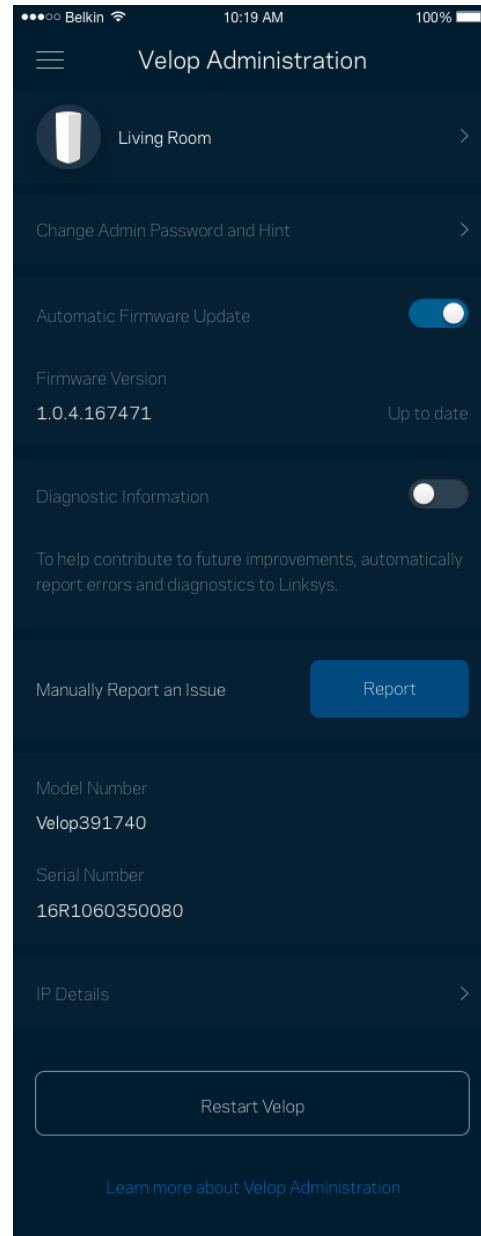 Belkin 10:19 AM 100%
Velop Administration
Living Room
Change Admin Password and Hint
Automatic Firmware Update
Firmware Version
1.0.4.167471 Up to date
Diagnostic Information
To help contribute to future improvements, automatically
report errors and diagnostics to Linksys.
Manually Report an Issue Report
Model Number
Velop391740
Serial Number
16R1060350080
IP Details
Restart Velop
Learn more about Velop Administration